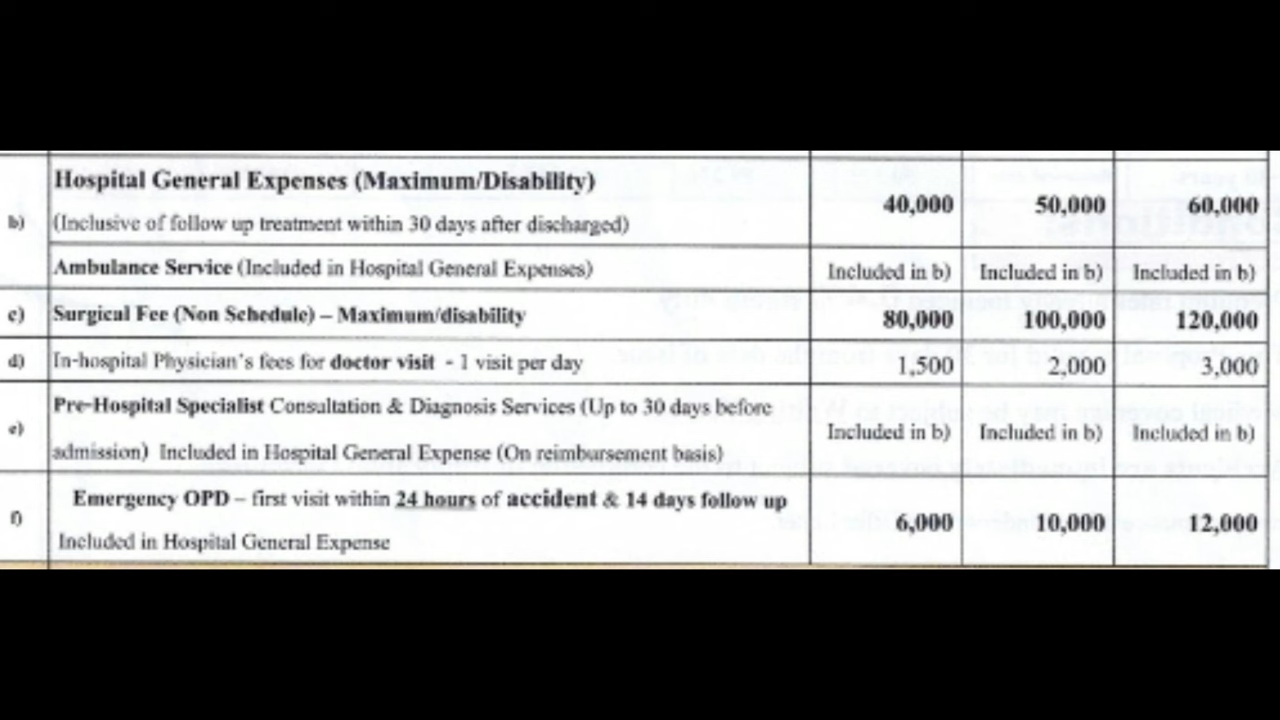 Hospital General Expenses (Maximum/Disability)
b) (Inclusive of follow up treatment within 30 days after discharged) 40,000 50,000 60,000
Ambulance Service (Included in Hospital General Expenses) Included in b) Included in b) Included in b)
c) Surgical Fee (Non Schedule) – Maximum/disability 80,000 100,000 120,000
d) In-hospital Physician's fees for doctor visit - 1 visit per day 1,500 2,000 3,000
Pre-Hospital Specialist Consultation & Diagnosis Services (Up to 30 days before
e) admission) Included in Hospital General Expense (On reimbursement basis) Included in b) Included in b) Included in b)
Emergency OPD – first visit within 24 hours of accident & 14 days follow up
f) Included in Hospital General Expense 6,000 10,000 12,000